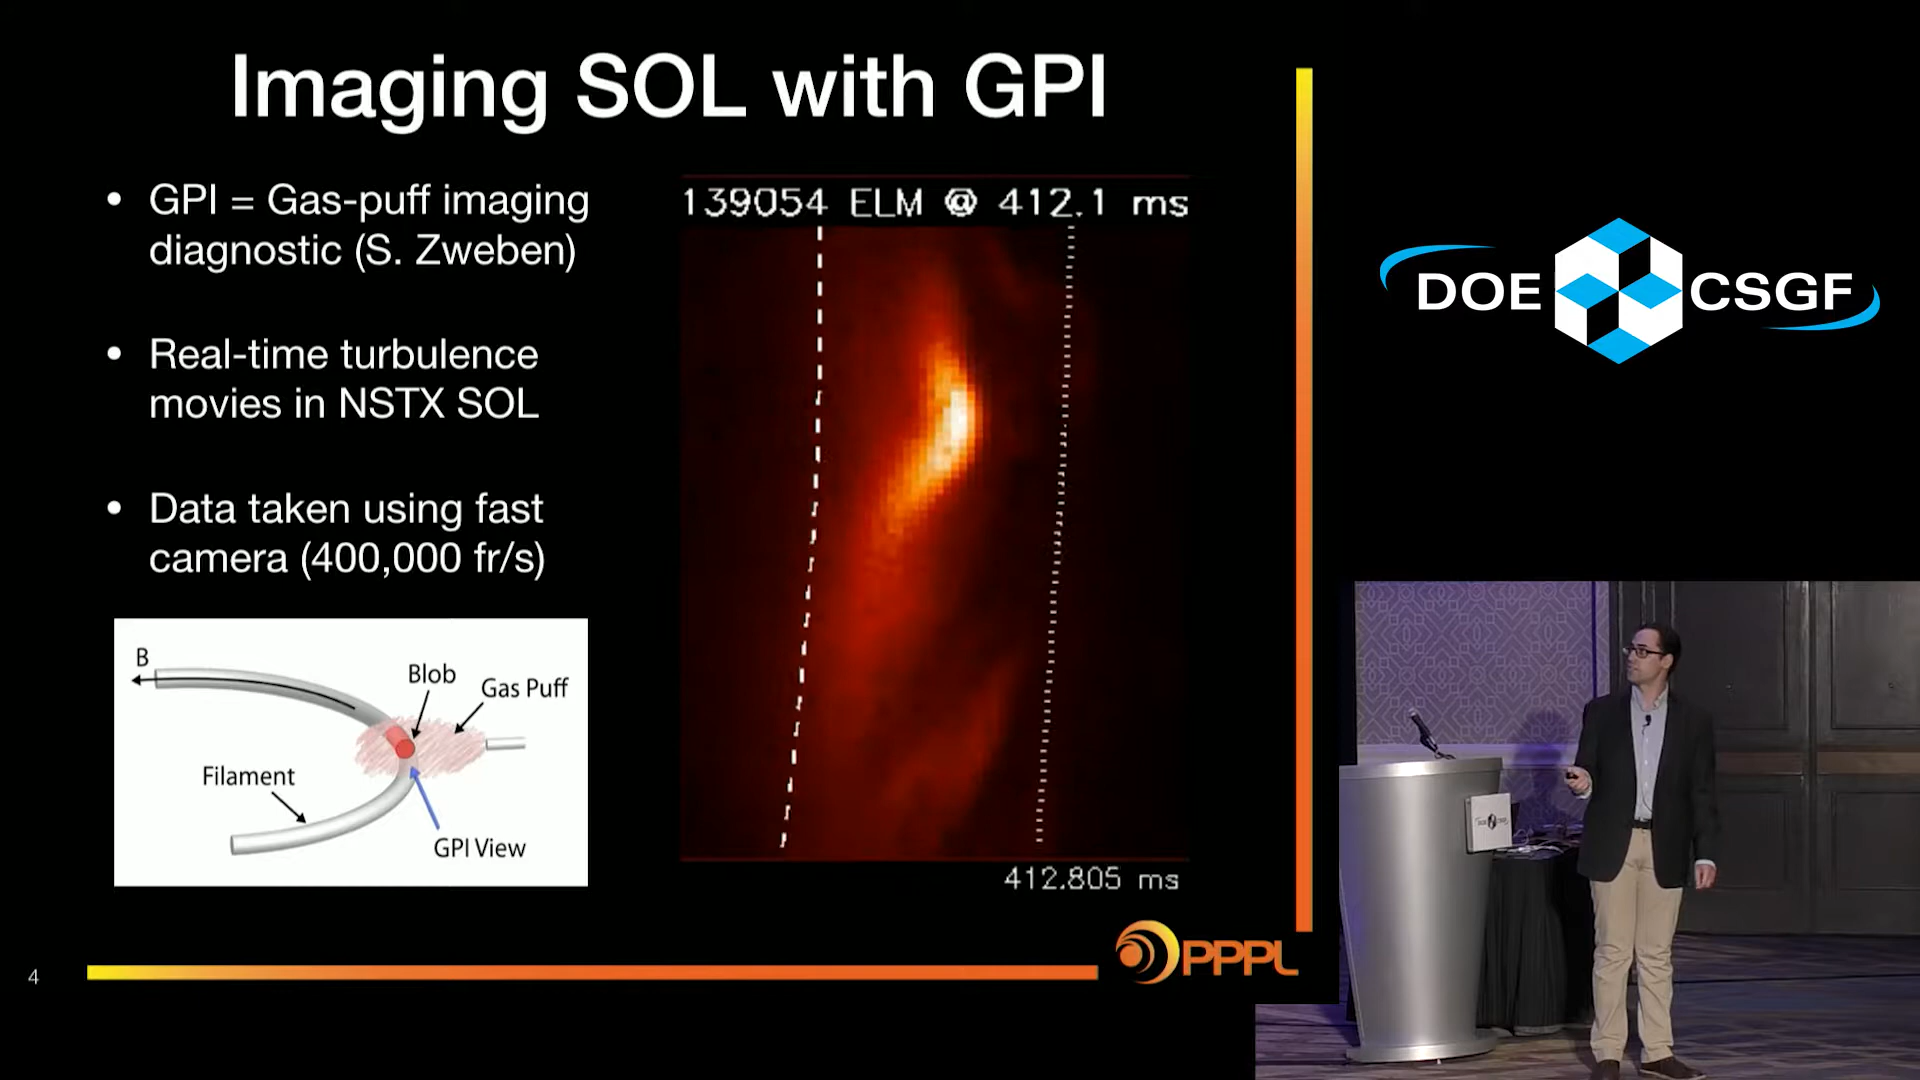 Imaging SOL with GPI
• GPI = Gas-puff imaging
diagnostic (S. Zweben)
• Real-time turbulence
movies in NSTX SOL
• Data taken using fast
camera (400,000 fr/s)
B
Blob
Gas Puff
Filament
GPI View
139054 ELM @ 412.1 ms
412.805 ms
PPPL
4
DOE CSGF
DOE CSGF